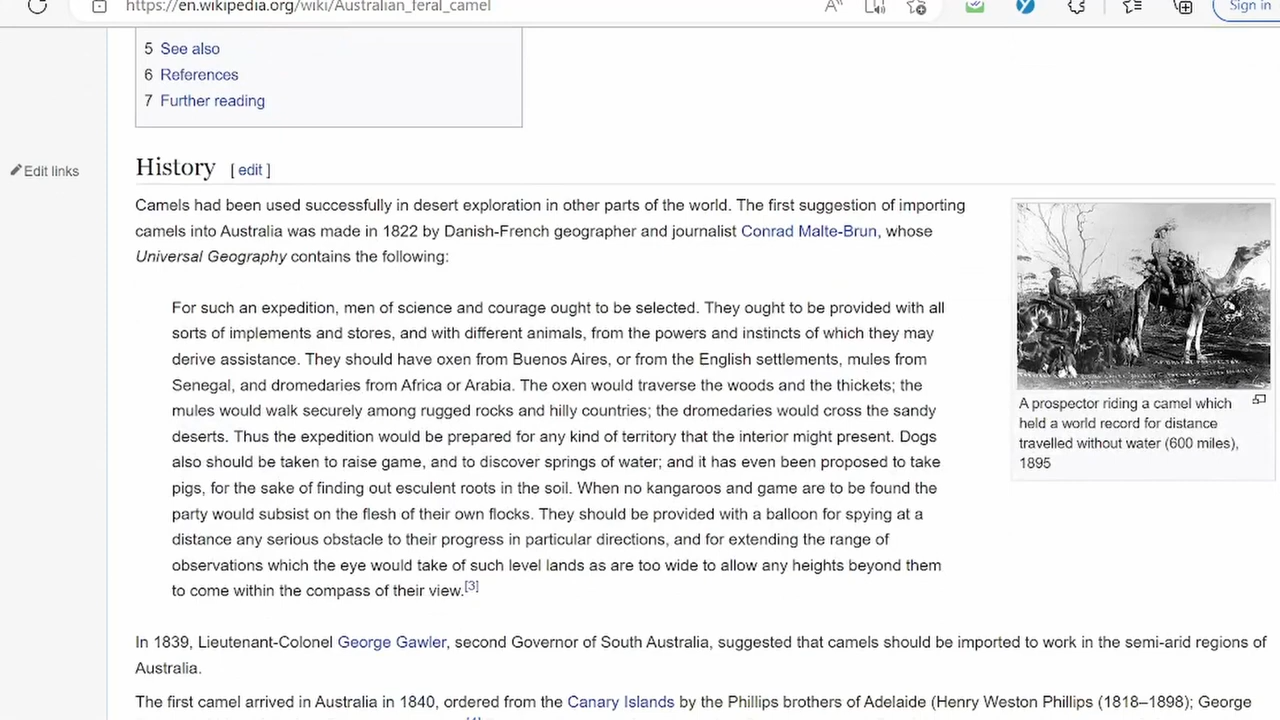 https://en.wikipedia.org/wiki/Australian_feral_camel
Sign in
5 See also
6 References
7 Further reading
Edit links
History [ edit ]
Camels had been used successfully in desert exploration in other parts of the world. The first suggestion of importing
camels into Australia was made in 1822 by Danish-French geographer and journalist Conrad Malte-Brun, whose
Universal Geography contains the following:
For such an expedition, men of science and courage ought to be selected. They ought to be provided with all
sorts of implements and stores, and with different animals, from the powers and instincts of which they may
derive assistance. They should have oxen from Buenos Aires, or from the English settlements, mules from
Senegal, and dromedaries from Africa or Arabia. The oxen would traverse the woods and the thickets; the
mules would walk securely among rugged rocks and hilly countries; the dromedaries would cross the sandy
deserts. Thus the expedition would be prepared for any kind of territory that the interior might present. Dogs
also should be taken to raise game, and to discover springs of water; and it has even been proposed to take
pigs, for the sake of finding out esculent roots in the soil. When no kangaroos and game are to be found the
party would subsist on the flesh of their own flocks. They should be provided with a balloon for spying at a
distance any serious obstacle to their progress in particular directions, and for extending the range of
observations which the eye would take of such level lands as are too wide to allow any heights beyond them
to come within the compass of their view.[3]
A prospector riding a camel which
held a world record for distance
travelled without water (600 miles),
1895
In 1839, Lieutenant-Colonel George Gawler, second Governor of South Australia, suggested that camels should be imported to work in the semi-arid regions of
Australia.
The first camel arrived in Australia in 1840, ordered from the Canary Islands by the Phillips brothers of Adelaide (Henry Weston Phillips (1818–1898); George